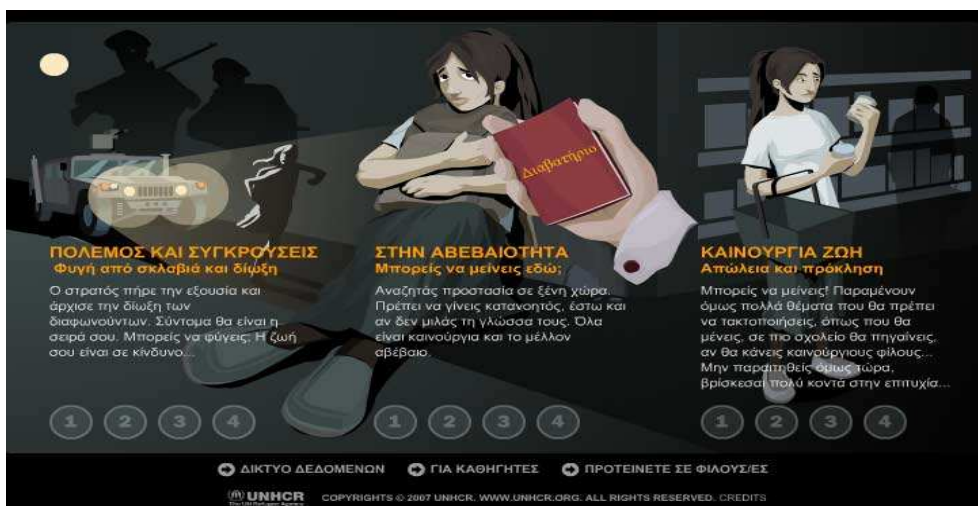 Διαβατήριο
ΠΟΛΕΜΟΣ ΚΑΙ ΣΥΓΚΡΟΥΣΕΙΣ
Φυγή από σκλαβιά και δίωξη
Ο στρατός πήρε την εξουσία και
άρχισε την δίωξη των
διαφωνούντων. Σύντομα θα είναι η
σειρά σου. Μπορείς να φύγεις; Η ζωή
σου είναι σε κίνδυνο...
1 2 3 4
ΣΤΗΝ ΑΒΕΒΑΙΟΤΗΤΑ
Μπορείς να μείνεις εδώ;
Αναζητάς προστασία σε ξένη χώρα.
Πρέπει να γίνεις κατανοητός, έστω και
αν δεν μιλάς τη γλώσσα τους. Όλα
είναι καινούργια και το μέλλον
αβέβαιο.
1 2 3 4
ΚΑΙΝΟΥΡΓΙΑ ΖΩΗ
Απώλεια και πρόκληση
Μπορείς να μείνεις! Παραμένουν
όμως πολλά θέματα που θα πρέπει
να τακτοποιήσεις, όπως που θα
μένεις, σε πιο σχολείο θα πηγαίνεις,
αν θα κάνεις καινούργιους φίλους...
Μην παραιτηθείς όμως τώρα,
βρίσκεσαι πολύ κοντά στην επιτυχία...
1 2 3 4
ΔΙΚΤΥΟ ΔΕΔΟΜΕΝΩΝ ΓΙΑ ΚΑΘΗΓΗΤΕΣ ΠΡΟΤΕΙΝΕΤΕ ΣΕ ΦΙΛΟΥΣ/ΕΣ
UNHCR COPYRIGHTS © 2007 UNHCR. WWW.UNHCR.ORG. ALL RIGHTS RESERVED. CREDITS
The UN Refugee Agency